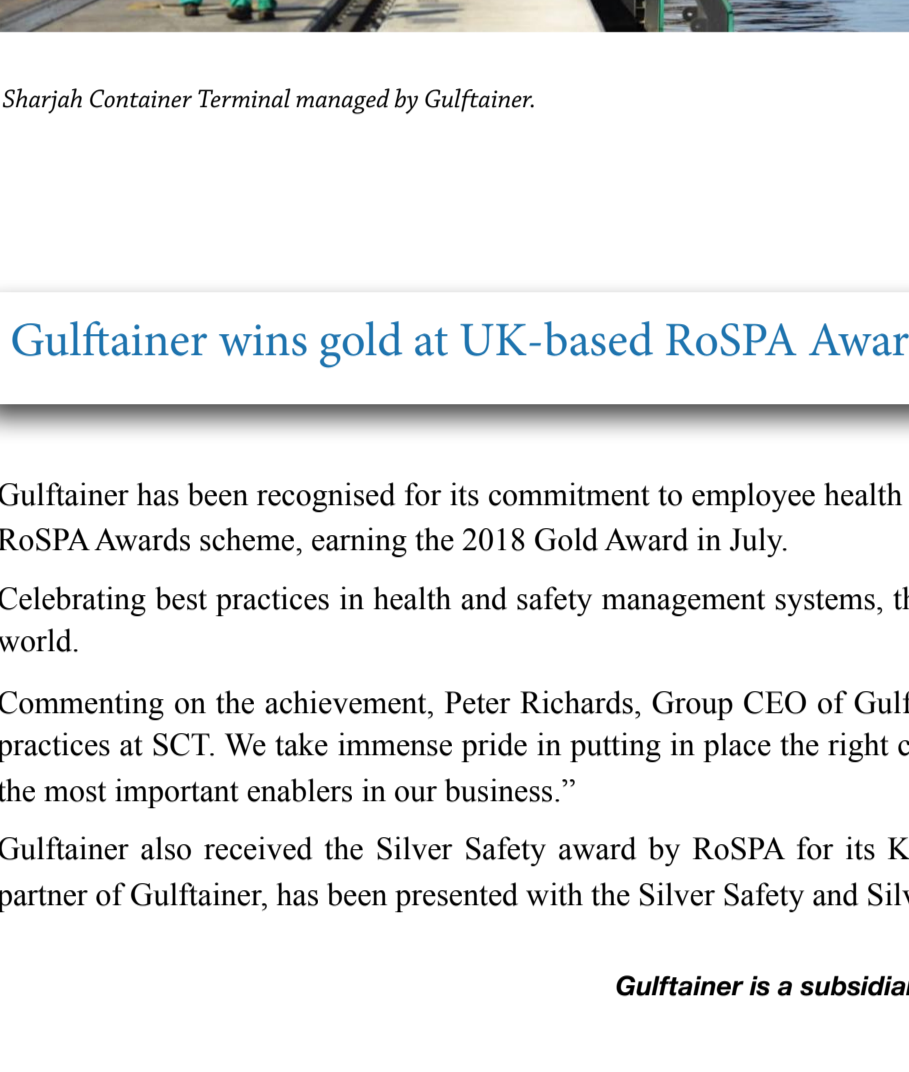 Sharjah Container Terminal managed by Gulftainer.
Gulftainer wins gold at UK-based RoSPA Awar
Gulftainer has been recognised for its commitment to employee health
RoSPA Awards scheme, earning the 2018 Gold Award in July.
Celebrating best practices in health and safety management systems, th
world.
Commenting on the achievement, Peter Richards, Group CEO of Gulf
practices at SCT. We take immense pride in putting in place the right c
the most important enablers in our business.”
Gulftainer also received the Silver Safety award by RoSPA for its K
partner of Gulftainer, has been presented with the Silver Safety and Silv
Gulftainer is a subsidiar